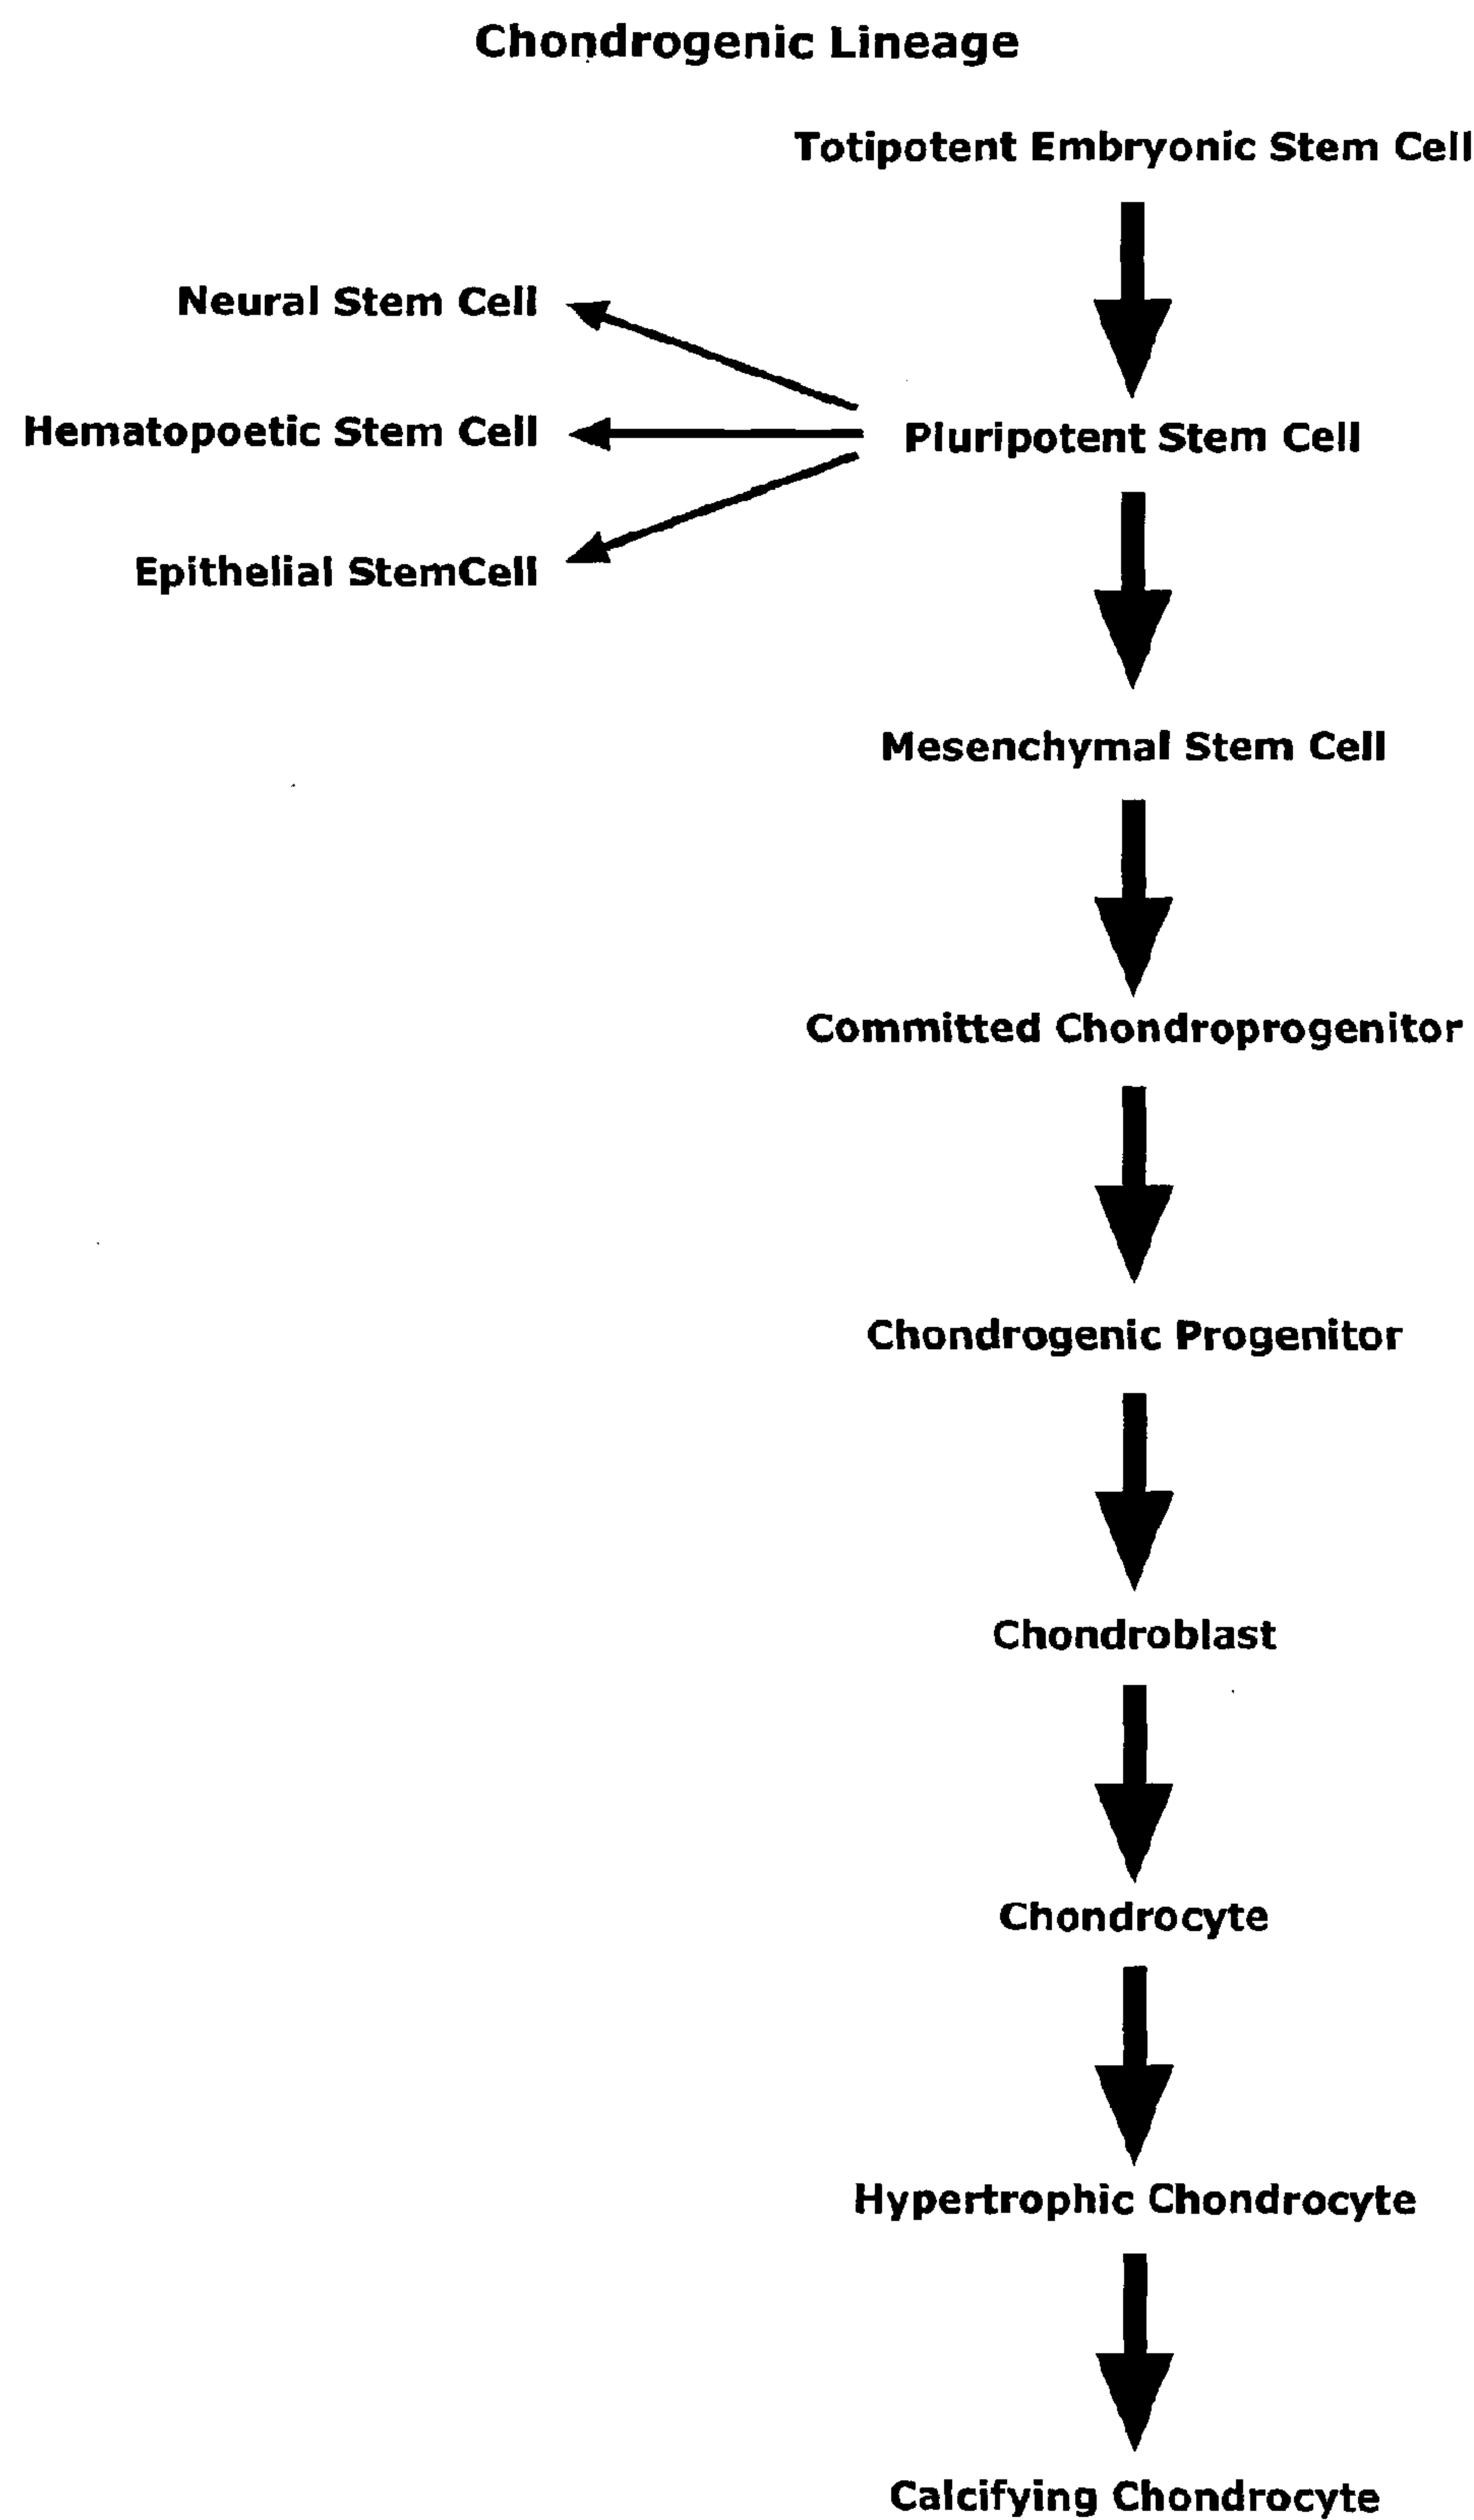 Chondrogenic Lineage
Totipotent Embryonic Stem Cell
Neural Stem Cell
Hematopoetic Stem Cell
Pluripotent Stem Cell
Epithelial StemCell
Mesenchymal Stem Cell
Committed Chondroprogenitor
Chondrogenic Progenitor
Chondroblast
Chondrocyte
Hypertrophic Chondrocyte
Calcifying Chondrocyte